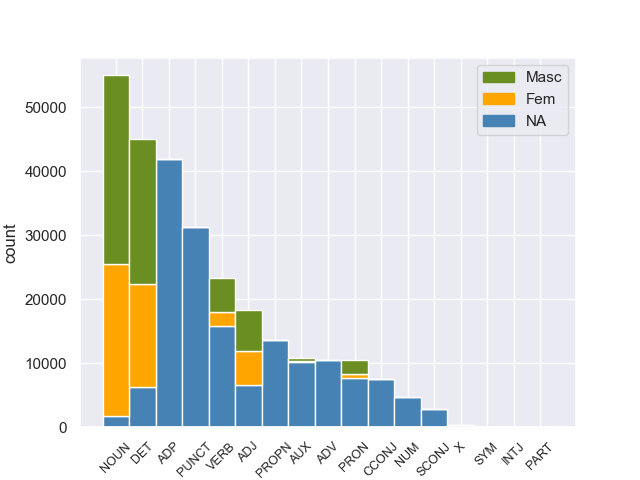 Masc
Fem
NA
50000
40000
30000
20000
10000
0
count
NOUN
DET
ADP
PUNCT
VERB
ADJ
PROPN
AUX
ADV
PRON
CCONJ
NUM
SCONJ
X
SYM
INTJ
PART